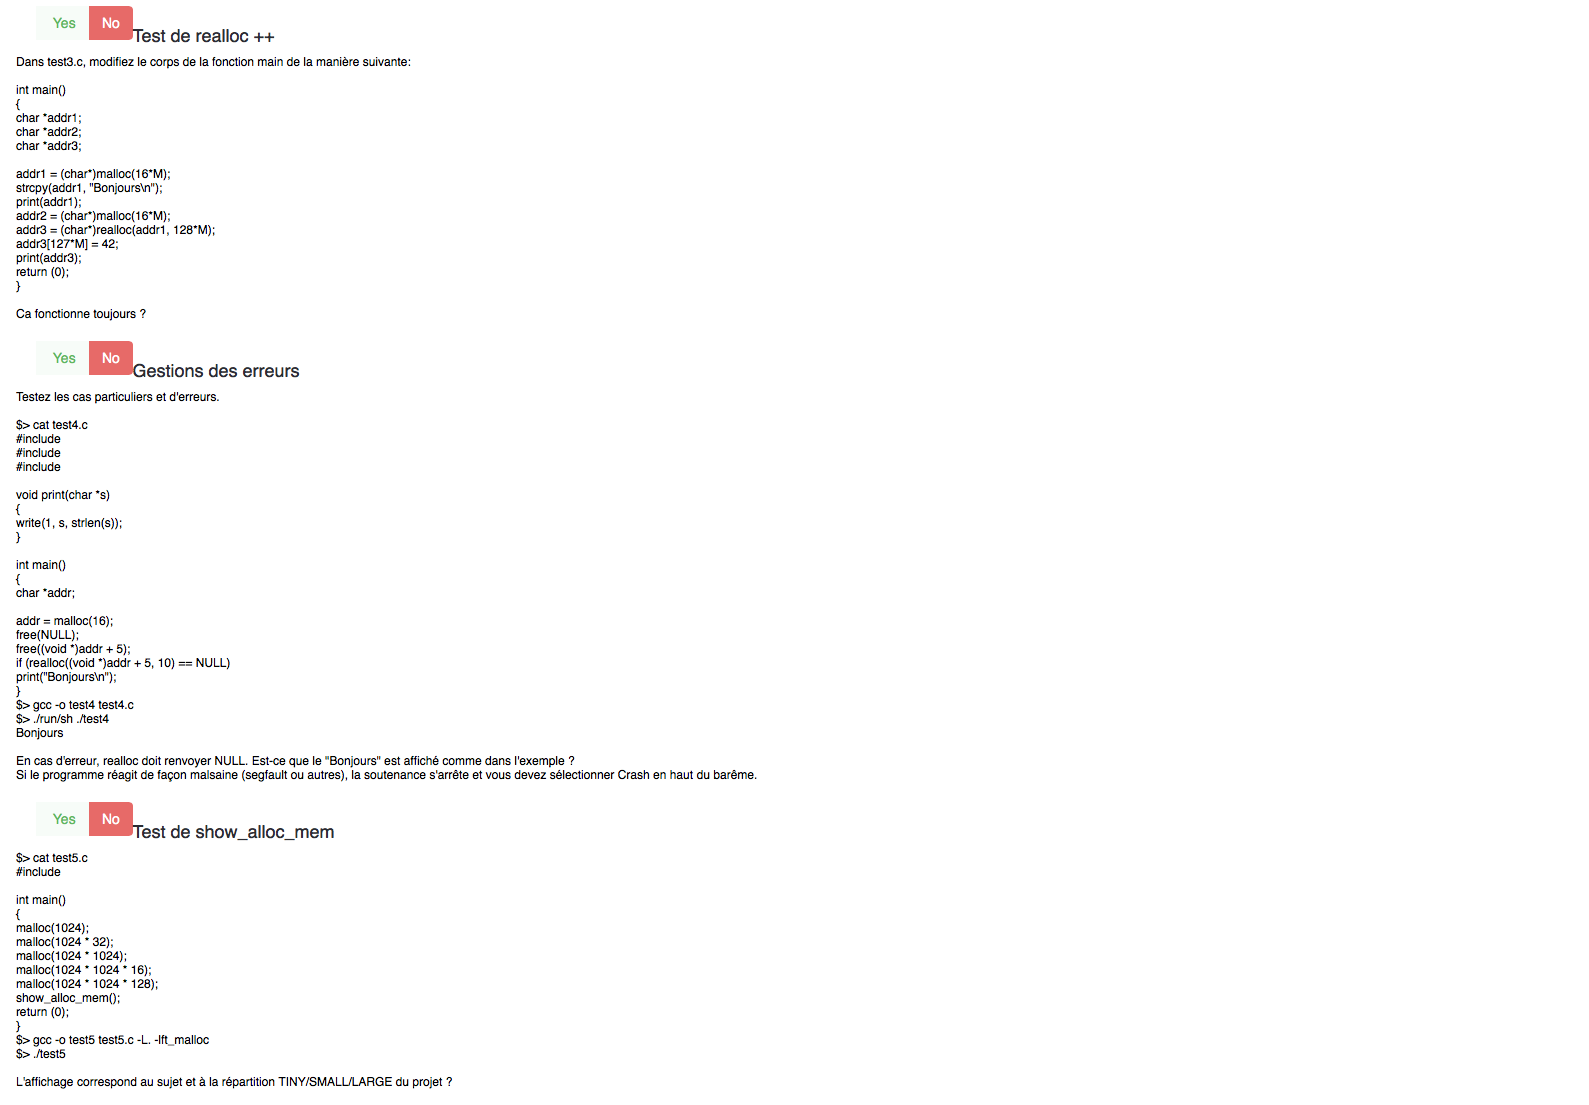 Yes No Test de realloc ++
Dans test3.c, modifiez le corps de la fonction main de la manière suivante:
int main()
{
char *addr1;
char *addr2;
char *addr3;
addr1 = (char*)malloc(16*M);
strcpy(addr1, "Bonjours\n");
print(addr1);
addr2 = (char*)malloc(16*M);
addr3 = (char*)realloc(addr1, 128*M);
addr3[127*M] = 42;
print(addr3);
return (0);
}
Ca fonctionne toujours ?
Yes No Gestions des erreurs
Testez les cas particuliers et d'erreurs.
$> cat test4.c
#include
#include
#include
void print(char *s)
{
write(1, s, strlen(s));
}
int main()
{
char *addr;
addr = malloc(16);
free(NULL);
free((void *)addr + 5);
if (realloc((void *)addr + 5, 10) == NULL)
print("Bonjours\n");
}
$> gcc -o test4 test4.c
$> ./run/sh ./test4
Bonjours
En cas d'erreur, realloc doit renvoyer NULL. Est-ce que le "Bonjours" est affiché comme dans l'exemple ?
Si le programme réagit de façon malsaine (segfault ou autres), la soutenance s'arrête et vous devez sélectionner Crash en haut du barême.
Yes No Test de show_alloc_mem
$> cat test5.c
#include
int main()
{
malloc(1024);
malloc(1024 * 32);
malloc(1024 * 1024);
malloc(1024 * 1024 * 16);
malloc(1024 * 1024 * 128);
show_alloc_mem();
return (0);
}
$> gcc -o test5 test5.c -L. -lft_malloc
$> ./test5
L'affichage correspond au sujet et à la répartition TINY/SMALL/LARGE du projet ?